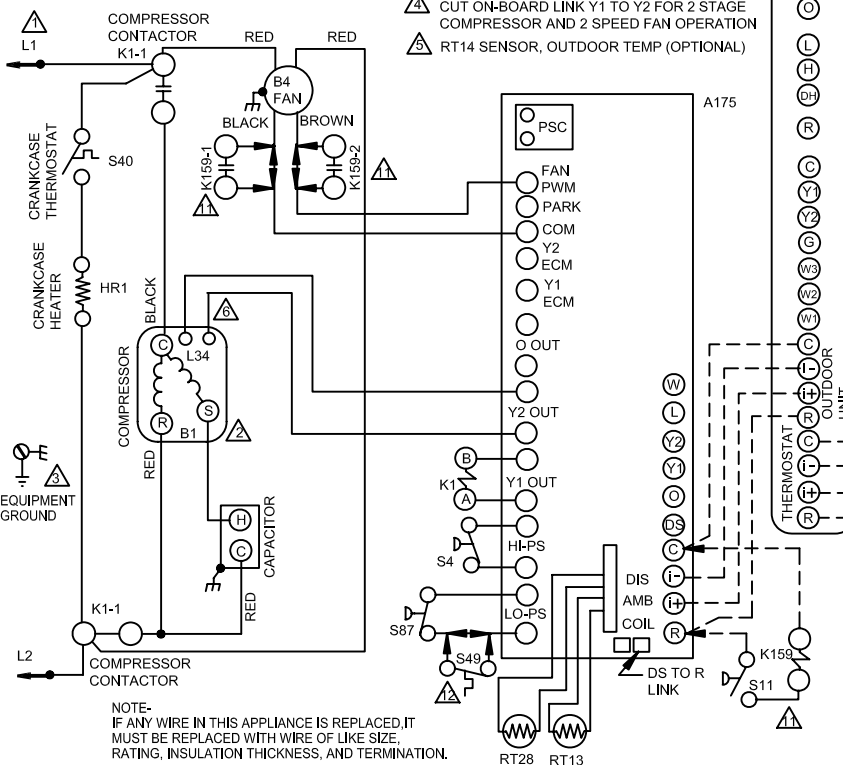 1
L1
COMPRESSOR
CONTACTOR
K1-1
RED
RED
4 CUT ON-BOARD LINK Y1 TO Y2 FOR 2 STAGE
COMPRESSOR AND 2 SPEED FAN OPERATION
5 RT14 SENSOR, OUTDOOR TEMP (OPTIONAL)
B4
FAN
BLACK
BROWN
K159-1
11
K159-2
11
CRANKCASE
THERMOSTAT
S40
CRANKCASE
HEATER
HR1
BLACK
6
L34
C
R
S
B1
COMPRESSOR
2
RED
3
EQUIPMENT
GROUND
H
C
CAPACITOR
RED
K1-1
L2
COMPRESSOR
CONTACTOR
A175
PSC
FAN
PWM
PARK
COM
Y2
ECM
Y1
ECM
O OUT
Y2 OUT
Y1 OUT
HI-PS
LO-PS
B
K1
A
S4
S87
S49
12
W
L
Y2
Y1
O
DS
C
i-
i+
R
DIS
AMB
COIL
DS TO R
LINK
RT28
RT13
K159
S11
11
O
L
H
DH
R
C
Y1
Y2
G
W3
W2
W1
C
i-
i+
R
OUTDOOR
UNIT
C
i-
i+
R
THERMOSTAT
NOTE-
IF ANY WIRE IN THIS APPLIANCE IS REPLACED,IT
MUST BE REPLACED WITH WIRE OF LIKE SIZE,
RATING, INSULATION THICKNESS, AND TERMINATION.